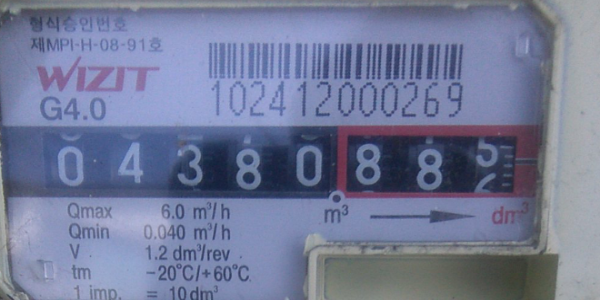 형식승인번호
제MPI-H-08-91호
WIZIT
G4.0
102412000269
0 4 3 8 0 8 8
m³ dm³
Qmax 6.0 m³/h
Qmin 0.040 m³/h
V 1.2 dm³/rev
tm -20°C/+60°C
1 imp. = 10 dm³